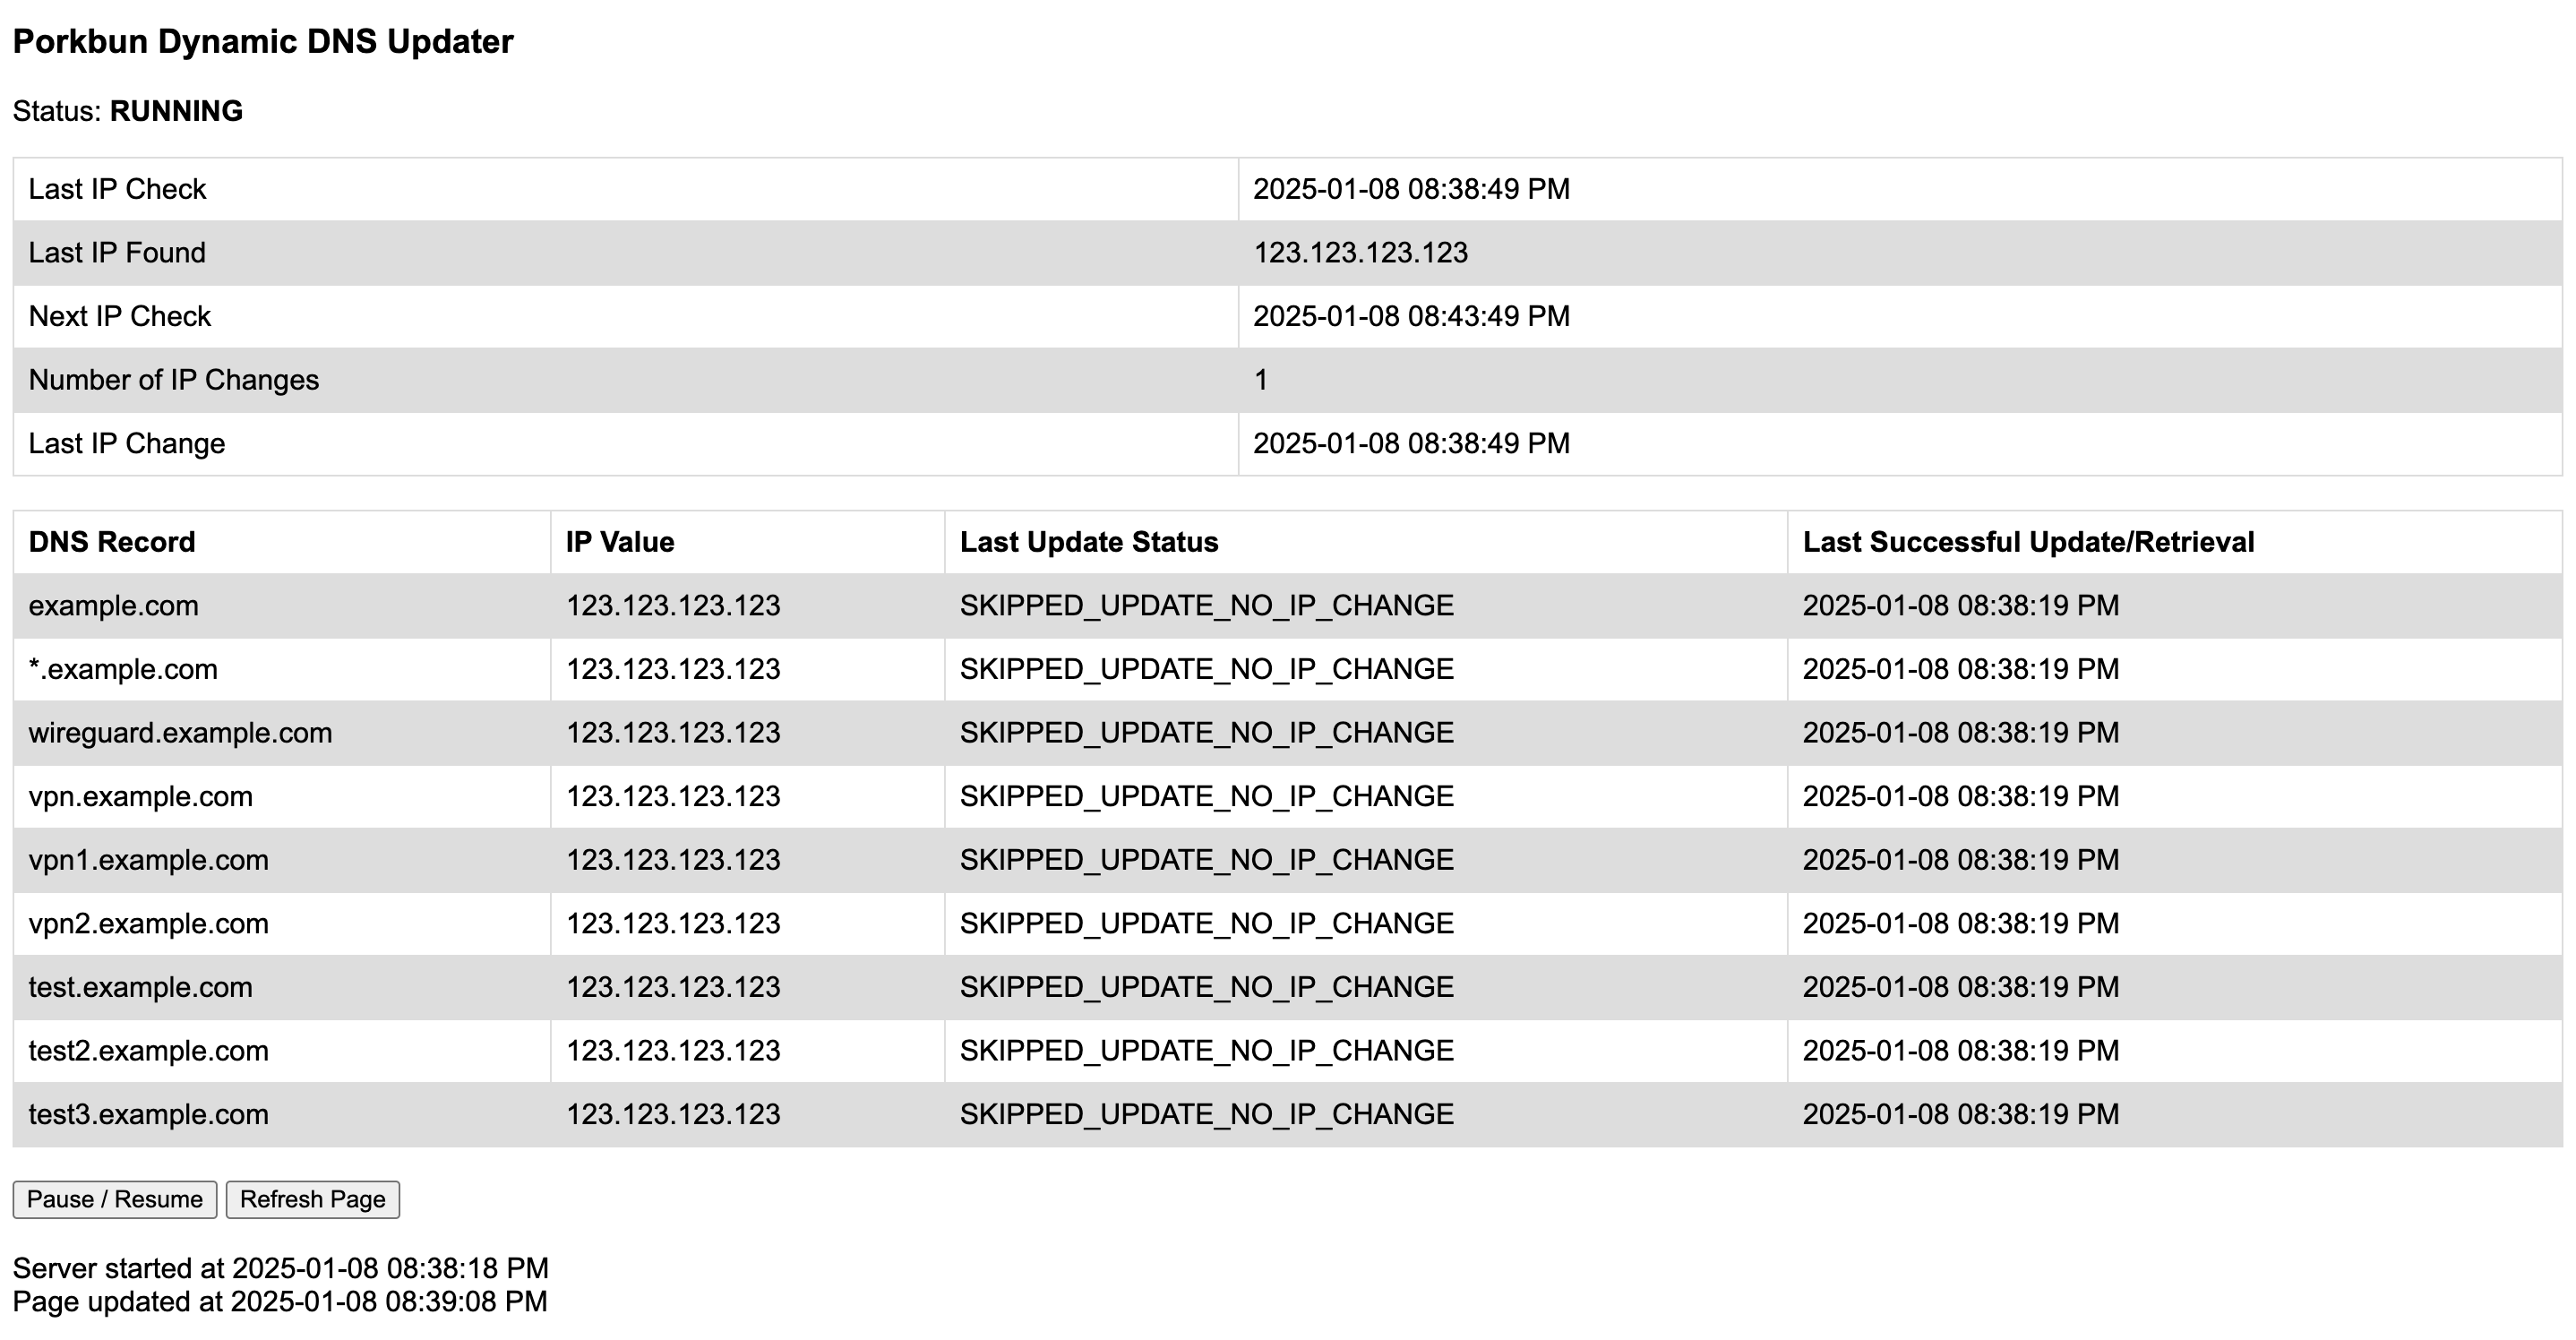 Porkbun Dynamic DNS Updater
Status: RUNNING
Last IP Check 2025-01-08 08:38:49 PM
Last IP Found 123.123.123.123
Next IP Check 2025-01-08 08:43:49 PM
Number of IP Changes 1
Last IP Change 2025-01-08 08:38:49 PM
DNS Record IP Value Last Update Status Last Successful Update/Retrieval
example.com 123.123.123.123 SKIPPED_UPDATE_NO_IP_CHANGE 2025-01-08 08:38:19 PM
*.example.com 123.123.123.123 SKIPPED_UPDATE_NO_IP_CHANGE 2025-01-08 08:38:19 PM
wireguard.example.com 123.123.123.123 SKIPPED_UPDATE_NO_IP_CHANGE 2025-01-08 08:38:19 PM
vpn.example.com 123.123.123.123 SKIPPED_UPDATE_NO_IP_CHANGE 2025-01-08 08:38:19 PM
vpn1.example.com 123.123.123.123 SKIPPED_UPDATE_NO_IP_CHANGE 2025-01-08 08:38:19 PM
vpn2.example.com 123.123.123.123 SKIPPED_UPDATE_NO_IP_CHANGE 2025-01-08 08:38:19 PM
test.example.com 123.123.123.123 SKIPPED_UPDATE_NO_IP_CHANGE 2025-01-08 08:38:19 PM
test2.example.com 123.123.123.123 SKIPPED_UPDATE_NO_IP_CHANGE 2025-01-08 08:38:19 PM
test3.example.com 123.123.123.123 SKIPPED_UPDATE_NO_IP_CHANGE 2025-01-08 08:38:19 PM
Pause / Resume Refresh Page
Server started at 2025-01-08 08:38:18 PM
Page updated at 2025-01-08 08:39:08 PM